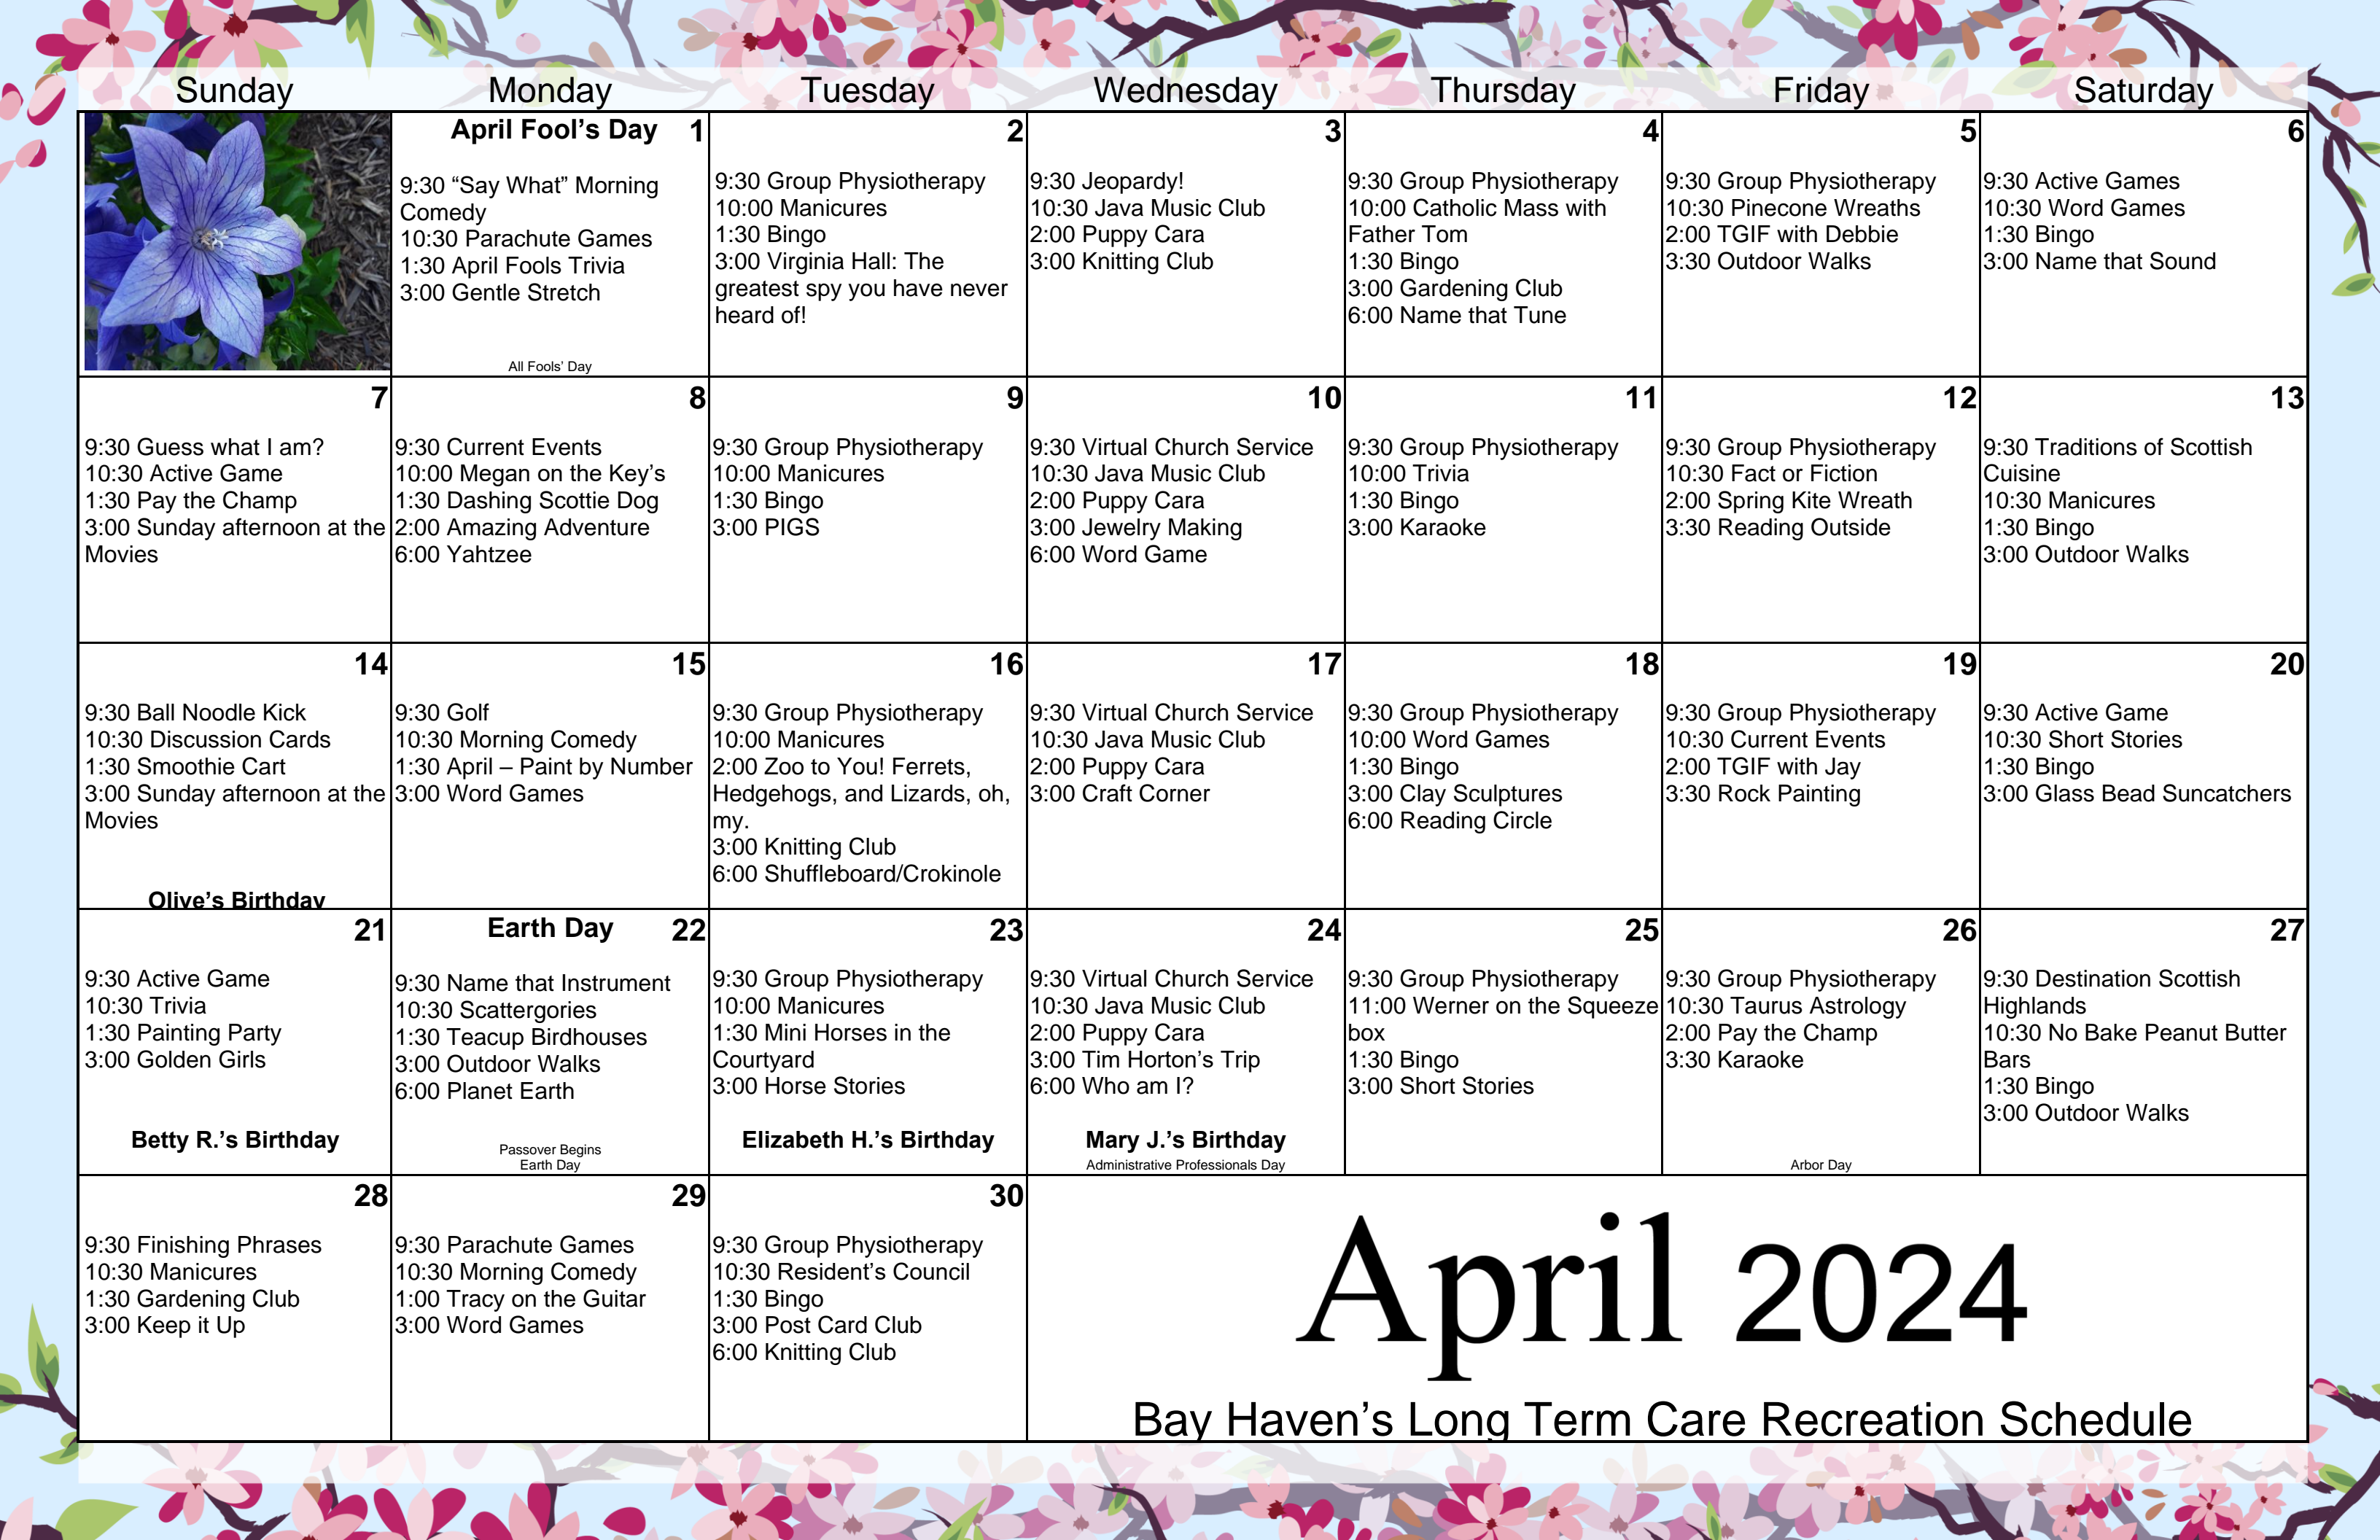 Sunday Monday Tuesday Wednesday Thursday Friday Saturday
April Fool’s Day 1
9:30 “Say What” Morning
Comedy
10:30 Parachute Games
1:30 April Fools Trivia
3:00 Gentle Stretch
All Fools’ Day
2
9:30 Group Physiotherapy
10:00 Manicures
1:30 Bingo
3:00 Virginia Hall: The
greatest spy you have never
heard of!
3
9:30 Jeopardy!
10:30 Java Music Club
2:00 Puppy Cara
3:00 Knitting Club
4
9:30 Group Physiotherapy
10:00 Catholic Mass with
Father Tom
1:30 Bingo
3:00 Gardening Club
6:00 Name that Tune
5
9:30 Group Physiotherapy
10:30 Pinecone Wreaths
2:00 TGIF with Debbie
3:30 Outdoor Walks
6
9:30 Active Games
10:30 Word Games
1:30 Bingo
3:00 Name that Sound
7
9:30 Guess what I am?
10:30 Active Game
1:30 Pay the Champ
3:00 Sunday afternoon at the
Movies
8
9:30 Current Events
10:00 Megan on the Key’s
1:30 Dashing Scottie Dog
2:00 Amazing Adventure
6:00 Yahtzee
9
9:30 Group Physiotherapy
10:00 Manicures
1:30 Bingo
3:00 PIGS
10
9:30 Virtual Church Service
10:30 Java Music Club
2:00 Puppy Cara
3:00 Jewelry Making
6:00 Word Game
11
9:30 Group Physiotherapy
10:00 Trivia
1:30 Bingo
3:00 Karaoke
12
9:30 Group Physiotherapy
10:30 Fact or Fiction
2:00 Spring Kite Wreath
3:30 Reading Outside
13
9:30 Traditions of Scottish
Cuisine
10:30 Manicures
1:30 Bingo
3:00 Outdoor Walks
14
9:30 Ball Noodle Kick
10:30 Discussion Cards
1:30 Smoothie Cart
3:00 Sunday afternoon at the
Movies
Olive’s Birthday
15
9:30 Golf
10:30 Morning Comedy
1:30 April – Paint by Number
3:00 Word Games
16
9:30 Group Physiotherapy
10:00 Manicures
2:00 Zoo to You! Ferrets,
Hedgehogs, and Lizards, oh,
my.
3:00 Knitting Club
6:00 Shuffleboard/Crokinole
17
9:30 Virtual Church Service
10:30 Java Music Club
2:00 Puppy Cara
3:00 Craft Corner
18
9:30 Group Physiotherapy
10:00 Word Games
1:30 Bingo
3:00 Clay Sculptures
6:00 Reading Circle
19
9:30 Group Physiotherapy
10:30 Current Events
2:00 TGIF with Jay
3:30 Rock Painting
20
9:30 Active Game
10:30 Short Stories
1:30 Bingo
3:00 Glass Bead Suncatchers
21
9:30 Active Game
10:30 Trivia
1:30 Painting Party
3:00 Golden Girls
Betty R.’s Birthday
Earth Day 22
9:30 Name that Instrument
10:30 Scattergories
1:30 Teacup Birdhouses
3:00 Outdoor Walks
6:00 Planet Earth
Passover Begins
Earth Day
23
9:30 Group Physiotherapy
10:00 Manicures
1:30 Mini Horses in the
Courtyard
3:00 Horse Stories
Elizabeth H.’s Birthday
24
9:30 Virtual Church Service
10:30 Java Music Club
2:00 Puppy Cara
3:00 Tim Horton’s Trip
6:00 Who am I?
Mary J.’s Birthday
Administrative Professionals Day
25
9:30 Group Physiotherapy
11:00 Werner on the Squeeze
box
1:30 Bingo
3:00 Short Stories
26
9:30 Group Physiotherapy
10:30 Taurus Astrology
2:00 Pay the Champ
3:30 Karaoke
Arbor Day
27
9:30 Destination Scottish
Highlands
10:30 No Bake Peanut Butter
Bars
1:30 Bingo
3:00 Outdoor Walks
28
9:30 Finishing Phrases
10:30 Manicures
1:30 Gardening Club
3:00 Keep it Up
29
9:30 Parachute Games
10:30 Morning Comedy
1:00 Tracy on the Guitar
3:00 Word Games
30
9:30 Group Physiotherapy
10:30 Resident’s Council
1:30 Bingo
3:00 Post Card Club
6:00 Knitting Club
April 2024
Bay Haven’s Long Term Care Recreation Schedule